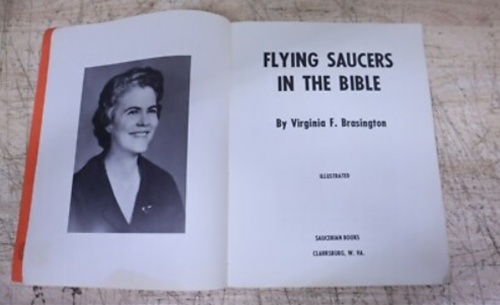 FLYING SAUCERS
IN THE BIBLE
By Virginia F. Brasington
ILLUSTRATED
SAUCERIAN BOOKS
CLARKSBURG, W. VA.